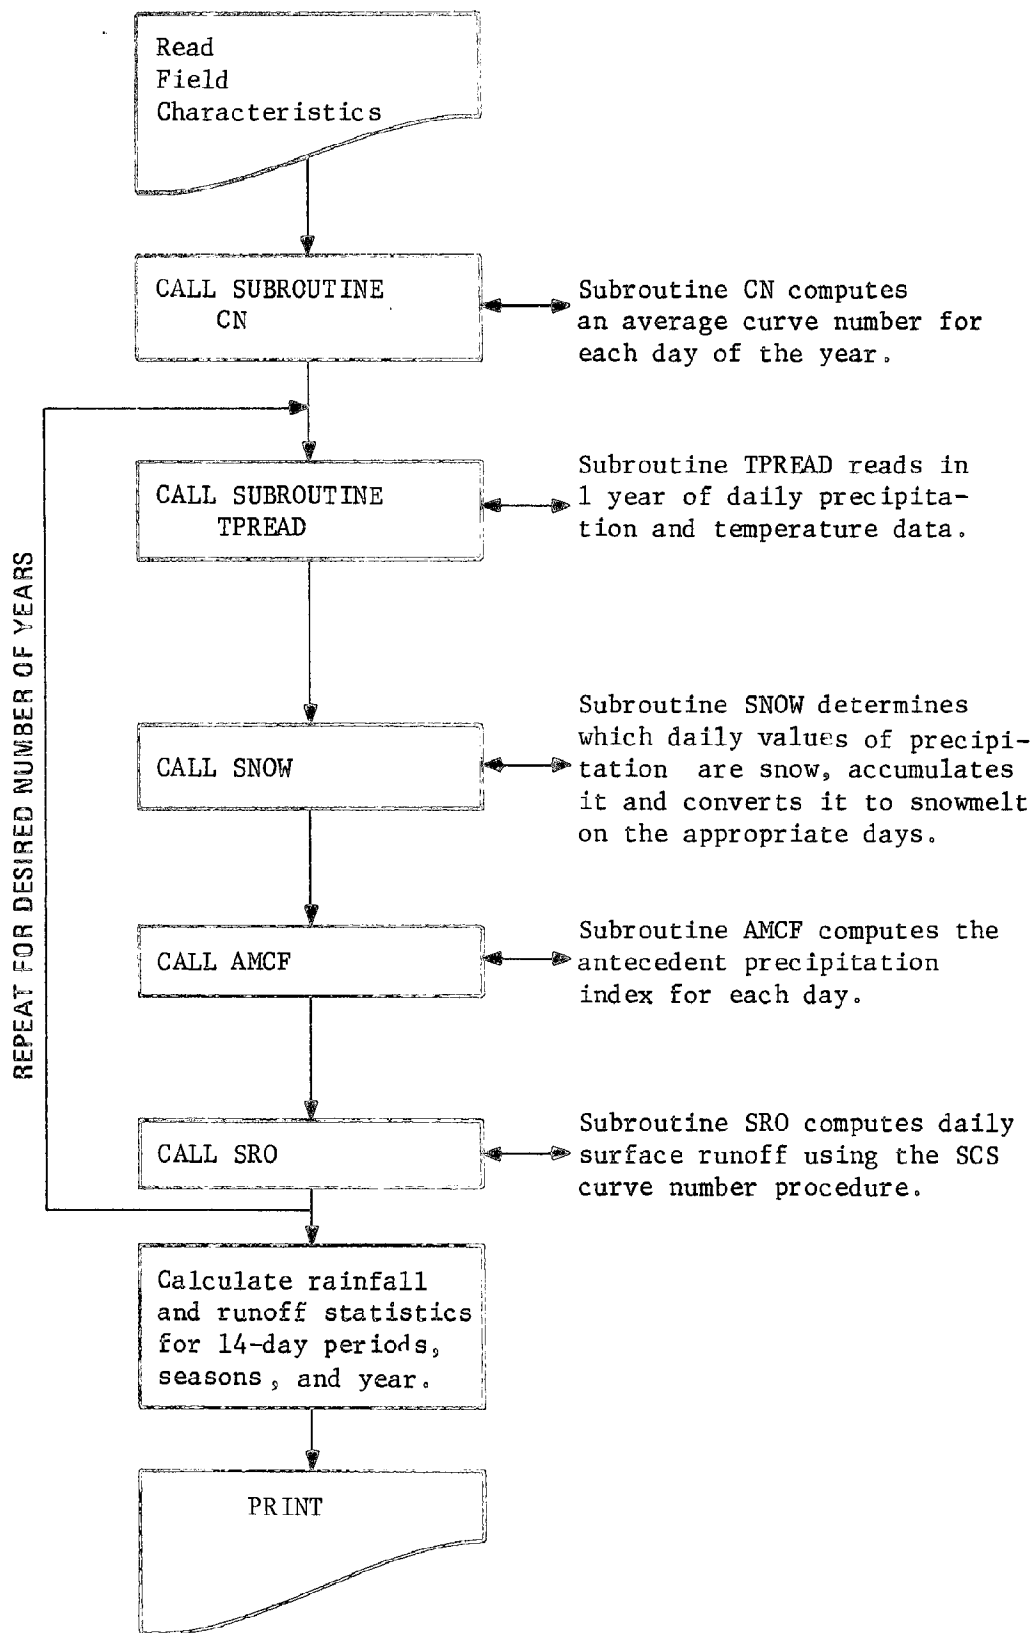 Read
Field
Characteristics
CALL SUBROUTINE
CN
Subroutine CN computes
an average curve number for
each day of the year.
CALL SUBROUTINE
TPREAD
Subroutine TPREAD reads in
1 year of daily precipita-
tion and temperature data.
REPEAT FOR DESIRED NUMBER OF YEARS
CALL SNOW
Subroutine SNOW determines
which daily values of precipi-
tation are snow, accumulates
it and converts it to snowmelt
on the appropriate days.
CALL AMCF
Subroutine AMCF computes the
antecedent precipitation
index for each day.
CALL SRO
Subroutine SRO computes daily
surface runoff using the SCS
curve number procedure.
Calculate rainfall
and runoff statistics
for 14-day periods,
seasons, and year.
PRINT